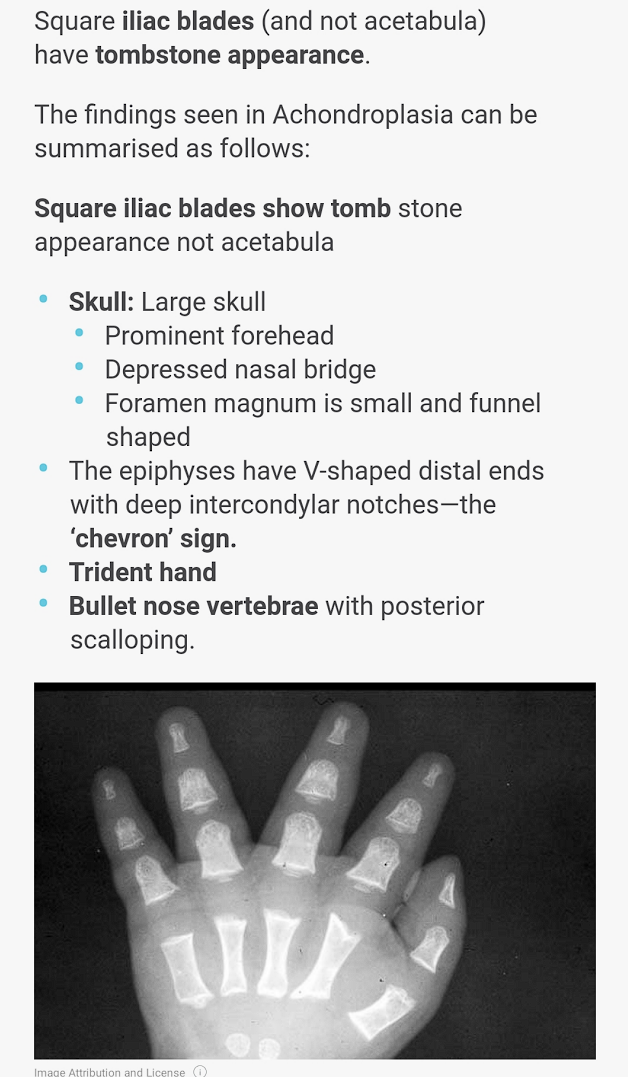 Square iliac blades (and not acetabula)
have tombstone appearance.
The findings seen in Achondroplasia can be
summarised as follows:
Square iliac blades show tomb stone
appearance not acetabula
• Skull: Large skull
• Prominent forehead
• Depressed nasal bridge
• Foramen magnum is small and funnel
shaped
• The epiphyses have V-shaped distal ends
with deep intercondylar notches—the
‘chevron’ sign.
• Trident hand
• Bullet nose vertebrae with posterior
scalloping.
Image Attribution and License